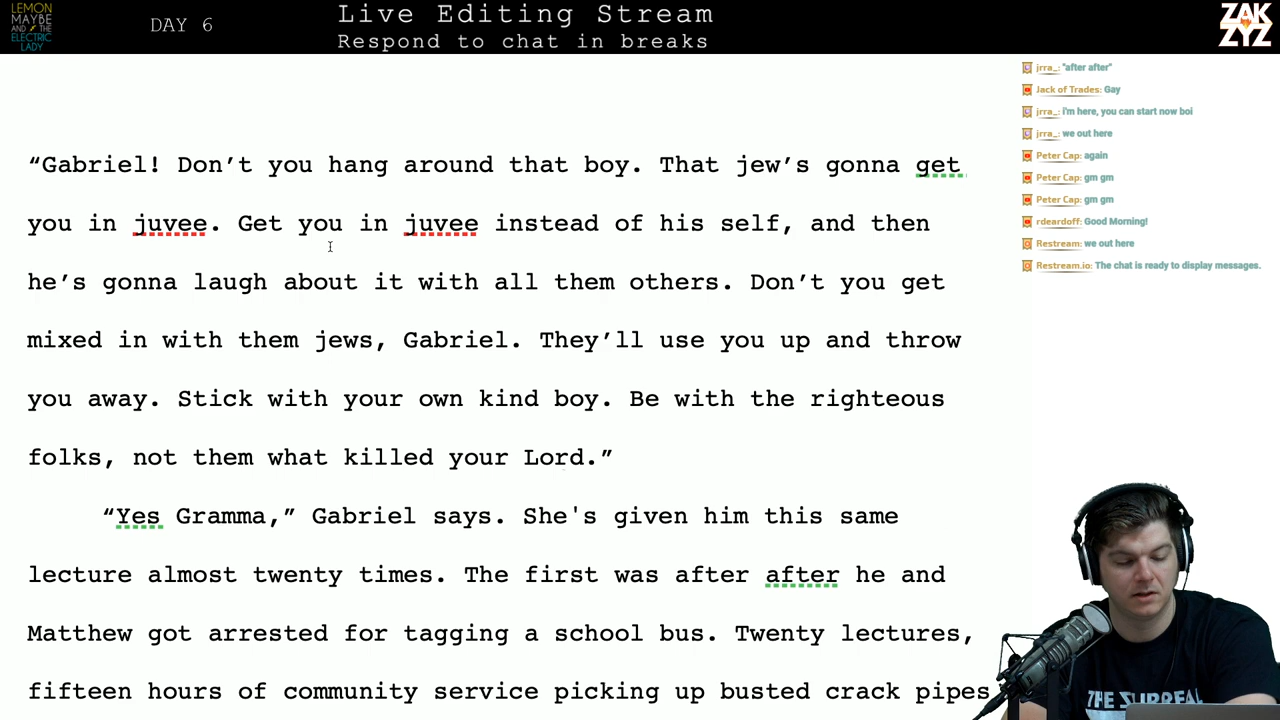 LEMON
MAYBE
AND THE
ELECTRIC
LADY
DAY 6
Live Editing Stream
Respond to chat in breaks
ZAK
ZYZ
“Gabriel! Don’t you hang around that boy. That jew’s gonna get
you in juvee. Get you in juvee instead of his self, and then
he’s gonna laugh about it with all them others. Don’t you get
mixed in with them jews, Gabriel. They’ll use you up and throw
you away. Stick with your own kind boy. Be with the righteous
folks, not them what killed your Lord.”
“Yes Gramma,” Gabriel says. She's given him this same
lecture almost twenty times. The first was after after he and
Matthew got arrested for tagging a school bus. Twenty lectures,
fifteen hours of community service picking up busted crack pipes
jrra_: "after after"
Jack of Trades: Gay
jrra_: i'm here, you can start now boi
jrra_: we out here
Peter Cap: again
Peter Cap: gm gm
Peter Cap: gm gm
rdeardoff: Good Morning!
Restream: we out here
Restream.io: The chat is ready to display messages.
THE SURREAL